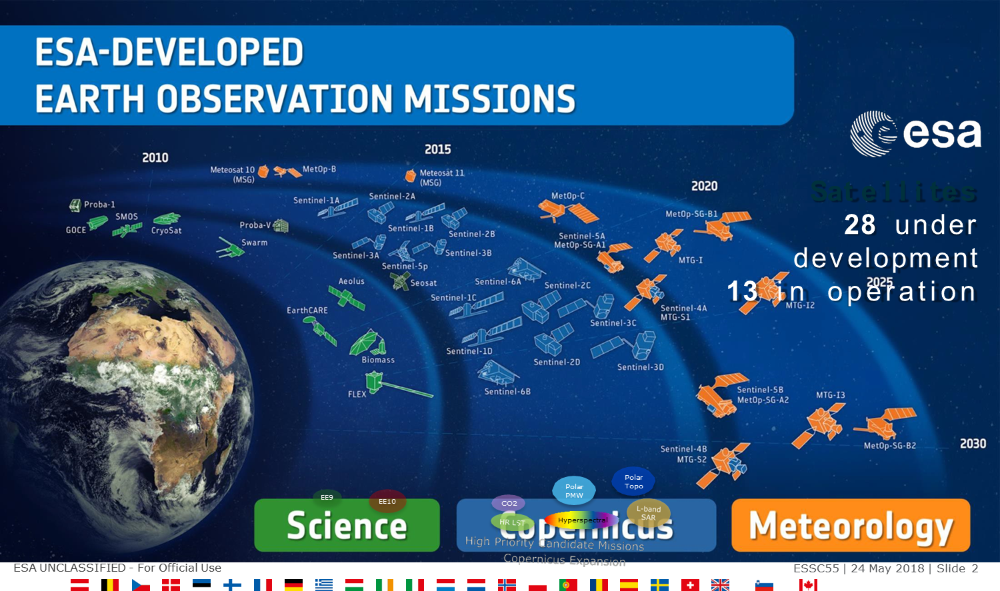 ESA-DEVELOPED
EARTH OBSERVATION MISSIONS
esa
2010
2015
2020
2025
2030
Satellites
28 under
development
13 in operation
Meteosat 10
(MSG)
MetOp-B
Meteosat 11
(MSG)
Proba-1
SMOS
GOCE
CryoSat
Proba-V
Swarm
Sentinel-1A
Sentinel-2A
Sentinel-1B
Sentinel-2B
Sentinel-3A
Sentinel-3B
Sentinel-5p
MetOp-C
MetOp-SG-B1
Sentinel-5A
MetOp-SG-A1
MTG-I
Aeolus
Seosat
Sentinel-6A
Sentinel-2C
Sentinel-1C
EarthCARE
Sentinel-3C
Sentinel-4A
MTG-S1
MTG-I2
Sentinel-1D
Biomass
Sentinel-2D
Sentinel-3D
FLEX
Sentinel-6B
Sentinel-5B
MetOp-SG-A2
MTG-I3
MetOp-SG-B2
Sentinel-4B
MTG-S2
EE9
EE10
CO2
Polar
PMW
Polar
Topo
HR LST
Hyperspectral
L-band
SAR
Science
Copernicus
Meteorology
High Priority Candidate Missions
Copernicus Expansion
ESA UNCLASSIFIED - For Official Use
ESSC55 | 24 May 2018 | Slide 2